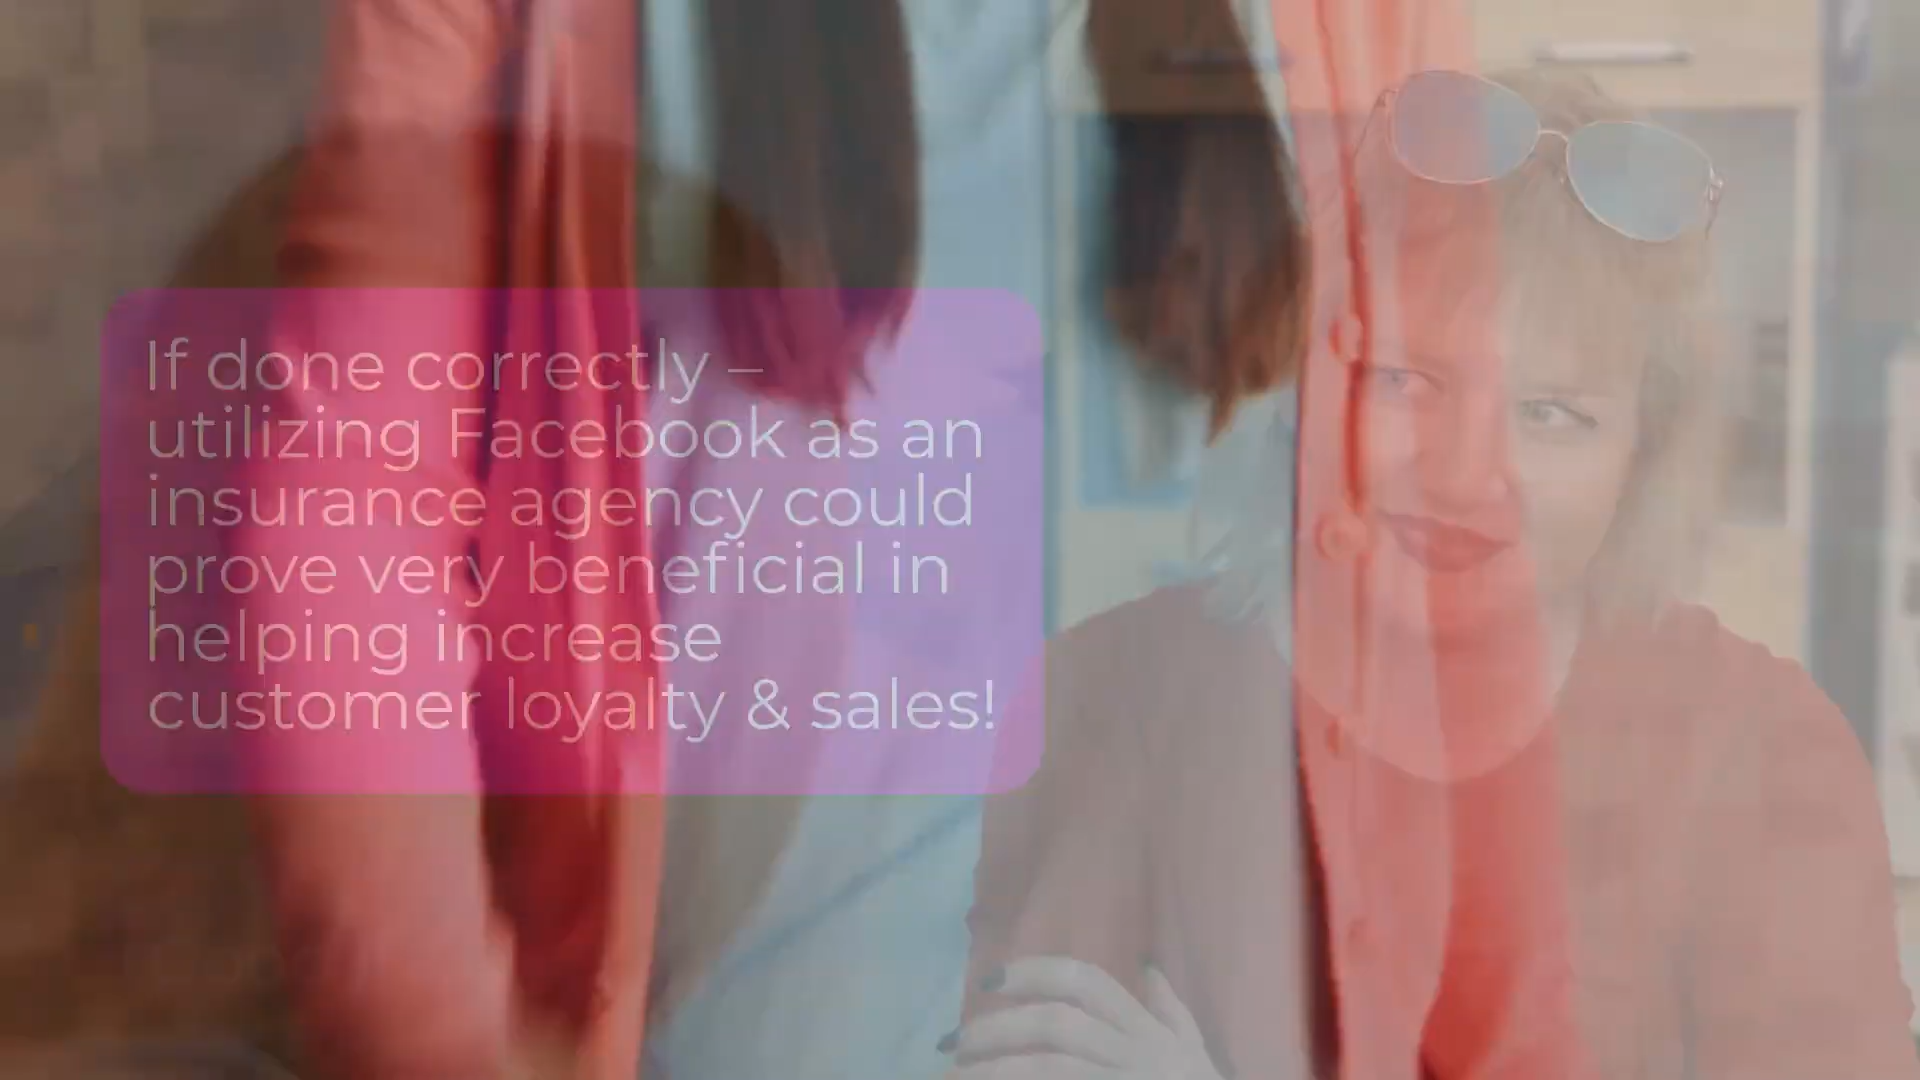 If done correctly –
utilizing Facebook as an
insurance agency could
prove very beneficial in
helping increase
customer loyalty & sales!